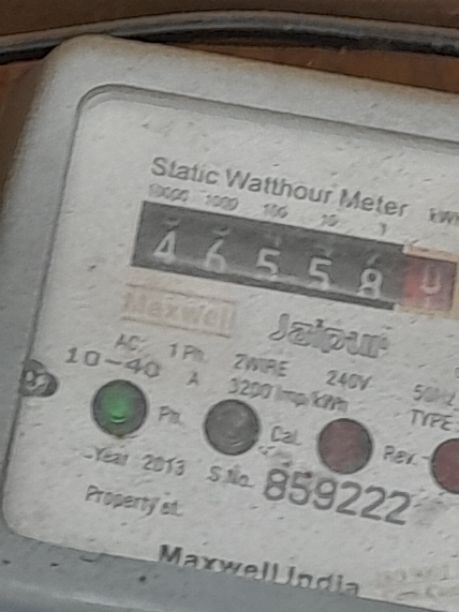 Static Watthour Meter kWh
10000 1000 100 10 1
4 6 5 5 8
Maxwell Jaipur
AC 1 Ph. 2WIRE 240V 50Hz
10-40 A 3200 Imp/kWh TYPE
Ph. Cal. Rev.
Year 2013 S.No. 859222
Property of.
Maxwell India